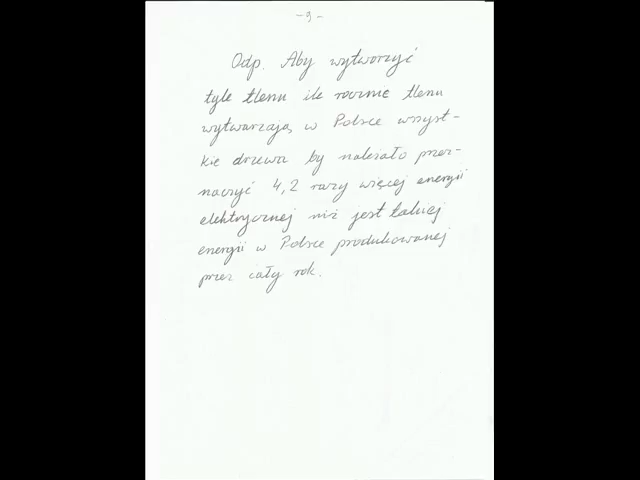 - 9 -
Odp. Aby wytworzyć
tyle tlenu ile rocznie tlenu
wytwarzają w Polsce wszyst-
kie drzewa by należało prze-
naczyć 4,2 razy więcej energii
elektrycznej niż jest takiej
energii w Polsce produkowanej
przez cały rok.